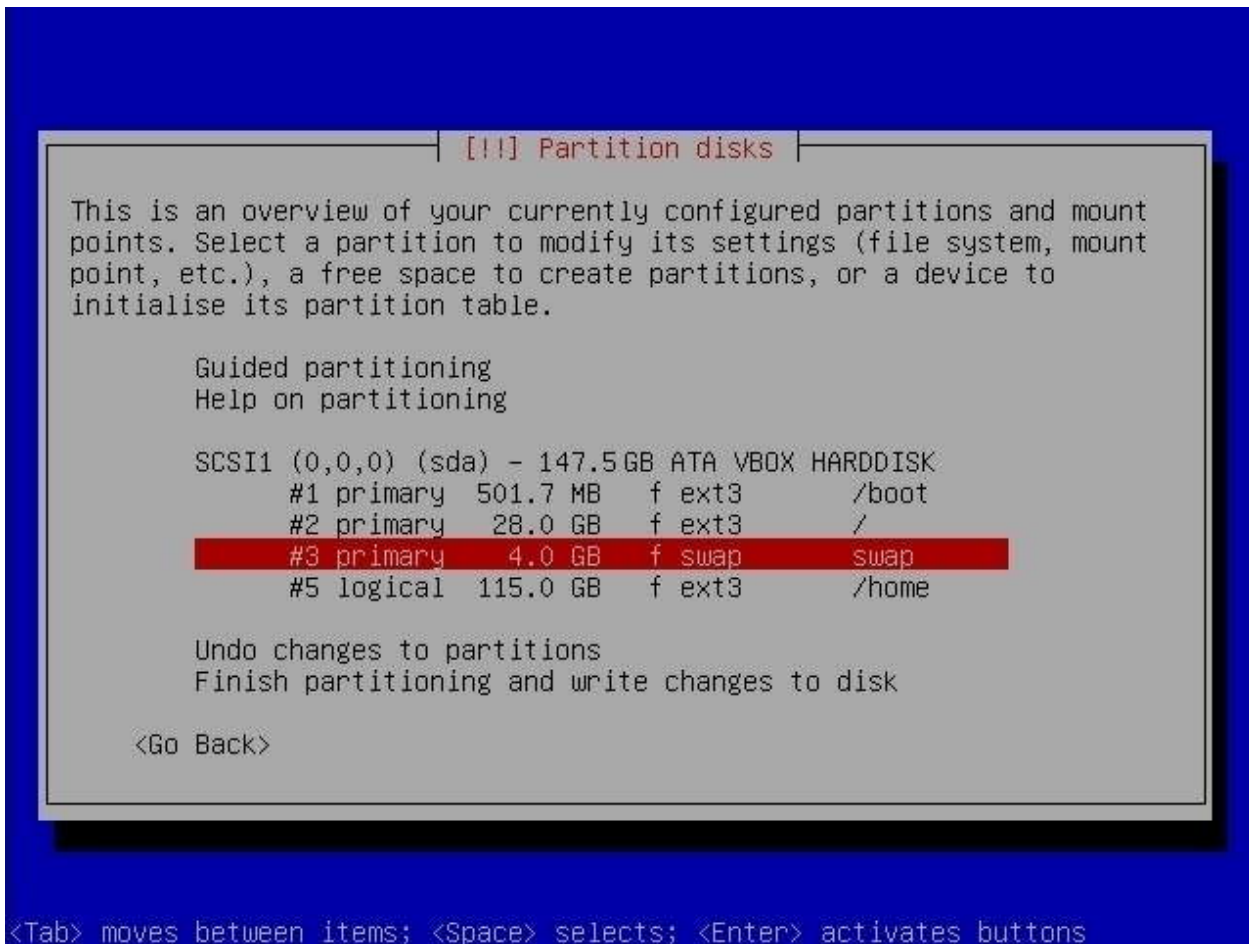 [!!] Partition disks
This is an overview of your currently configured partitions and mount
points. Select a partition to modify its settings (file system, mount
point, etc.), a free space to create partitions, or a device to
initialise its partition table.
Guided partitioning
Help on partitioning
SCSI1 (0,0,0) (sda) - 147.5 GB ATA VBOX HARDDISK
#1 primary 501.7 MB f ext3 /boot
#2 primary 28.0 GB f ext3 /
#3 primary 4.0 GB f swap swap
#5 logical 115.0 GB f ext3 /home
Undo changes to partitions
Finish partitioning and write changes to disk
<Go Back>
<Tab> moves between items; <Space> selects; <Enter> activates buttons